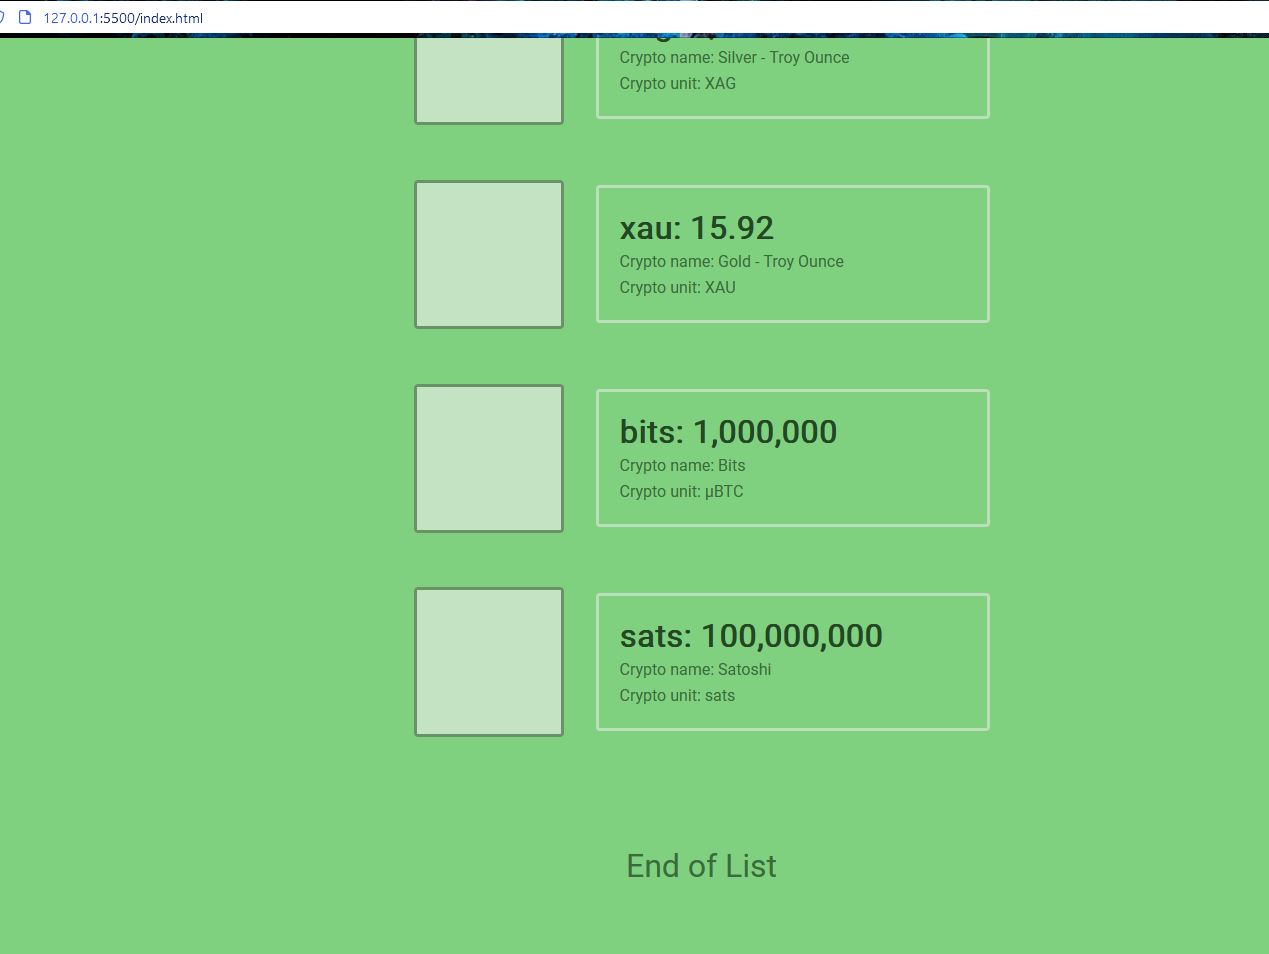 127.0.0.1:5500/index.html
Crypto name: Silver - Troy Ounce
Crypto unit: XAG
xau: 15.92
Crypto name: Gold - Troy Ounce
Crypto unit: XAU
bits: 1,000,000
Crypto name: Bits
Crypto unit: μBTC
sats: 100,000,000
Crypto name: Satoshi
Crypto unit: sats
End of List